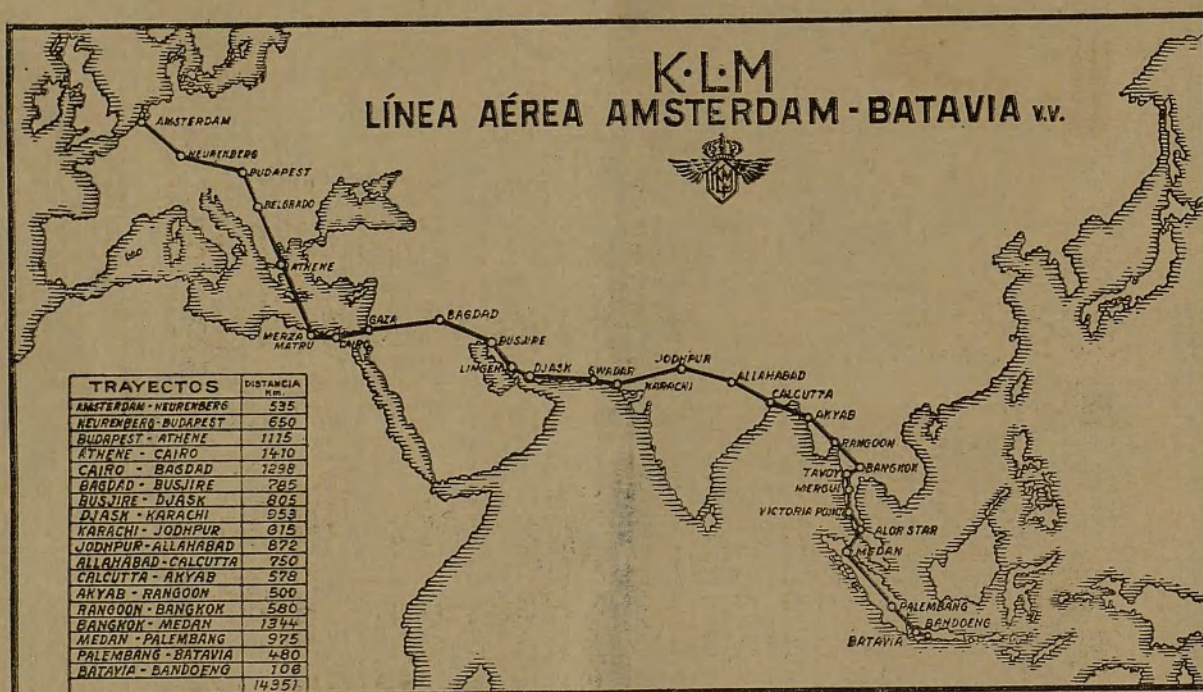 K·L·M
LÍNEA AÉREA AMSTERDAM - BATAVIA v.v.
KLM
AMSTERDAM
NEURENBERG
BUDAPEST
BELGRADO
ATHENE
MERZA
MATRU
CAIRO
GAZA
BAGDAD
BUSJIRE
LINGEH
DJASK
GWADAR
KARACHI
JODHPUR
ALLAHABAD
CALCUTTA
AKYAB
RANGOON
BANGKOK
TAVOY
MERGUI
VICTORIA POINT
ALOR STAR
MEDAN
PALEMBANG
BANDOENG
BATAVIA
TRAYECTOS DISTANCIA Km.
AMSTERDAM - NEURENBERG 535
NEURENBERG - BUDAPEST 650
BUDAPEST - ATHENE 1115
ATHENE - CAIRO 1410
CAIRO - BAGDAD 1298
BAGDAD - BUSJIRE 785
BUSJIRE - DJASK 805
DJASK - KARACHI 953
KARACHI - JODHPUR 615
JODHPUR - ALLAHABAD 872
ALLAHABAD - CALCUTTA 750
CALCUTTA - AKYAB 578
AKYAB - RANGOON 500
RANGOON - BANGKOK 580
BANGKOK - MEDAN 1344
MEDAN - PALEMBANG 975
PALEMBANG - BATAVIA 480
BATAVIA - BANDOENG 106
14351